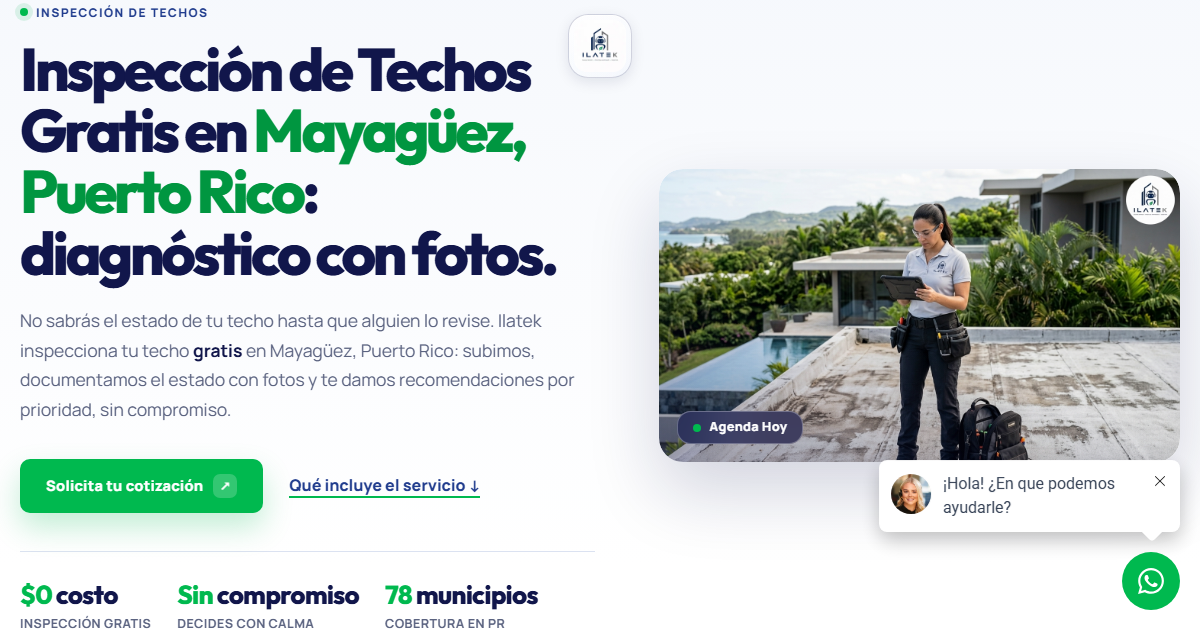 INSPECCIÓN DE TECHOS
ILATEK
Inspección de Techos
Gratis en Mayagüez,
Puerto Rico:
diagnóstico con fotos.
No sabrás el estado de tu techo hasta que alguien lo revise. Ilatek
inspecciona tu techo gratis en Mayagüez, Puerto Rico: subimos,
documentamos el estado con fotos y te damos recomendaciones por
prioridad, sin compromiso.
Solicita tu cotización ↗
Qué incluye el servicio ↓
$0 costo
INSPECCIÓN GRATIS
Sin compromiso
DECIDES CON CALMA
78 municipios
COBERTURA EN PR
ILATEK
ILATEK
Agenda Hoy
¡Hola! ¿En que podemos
ayudarle?